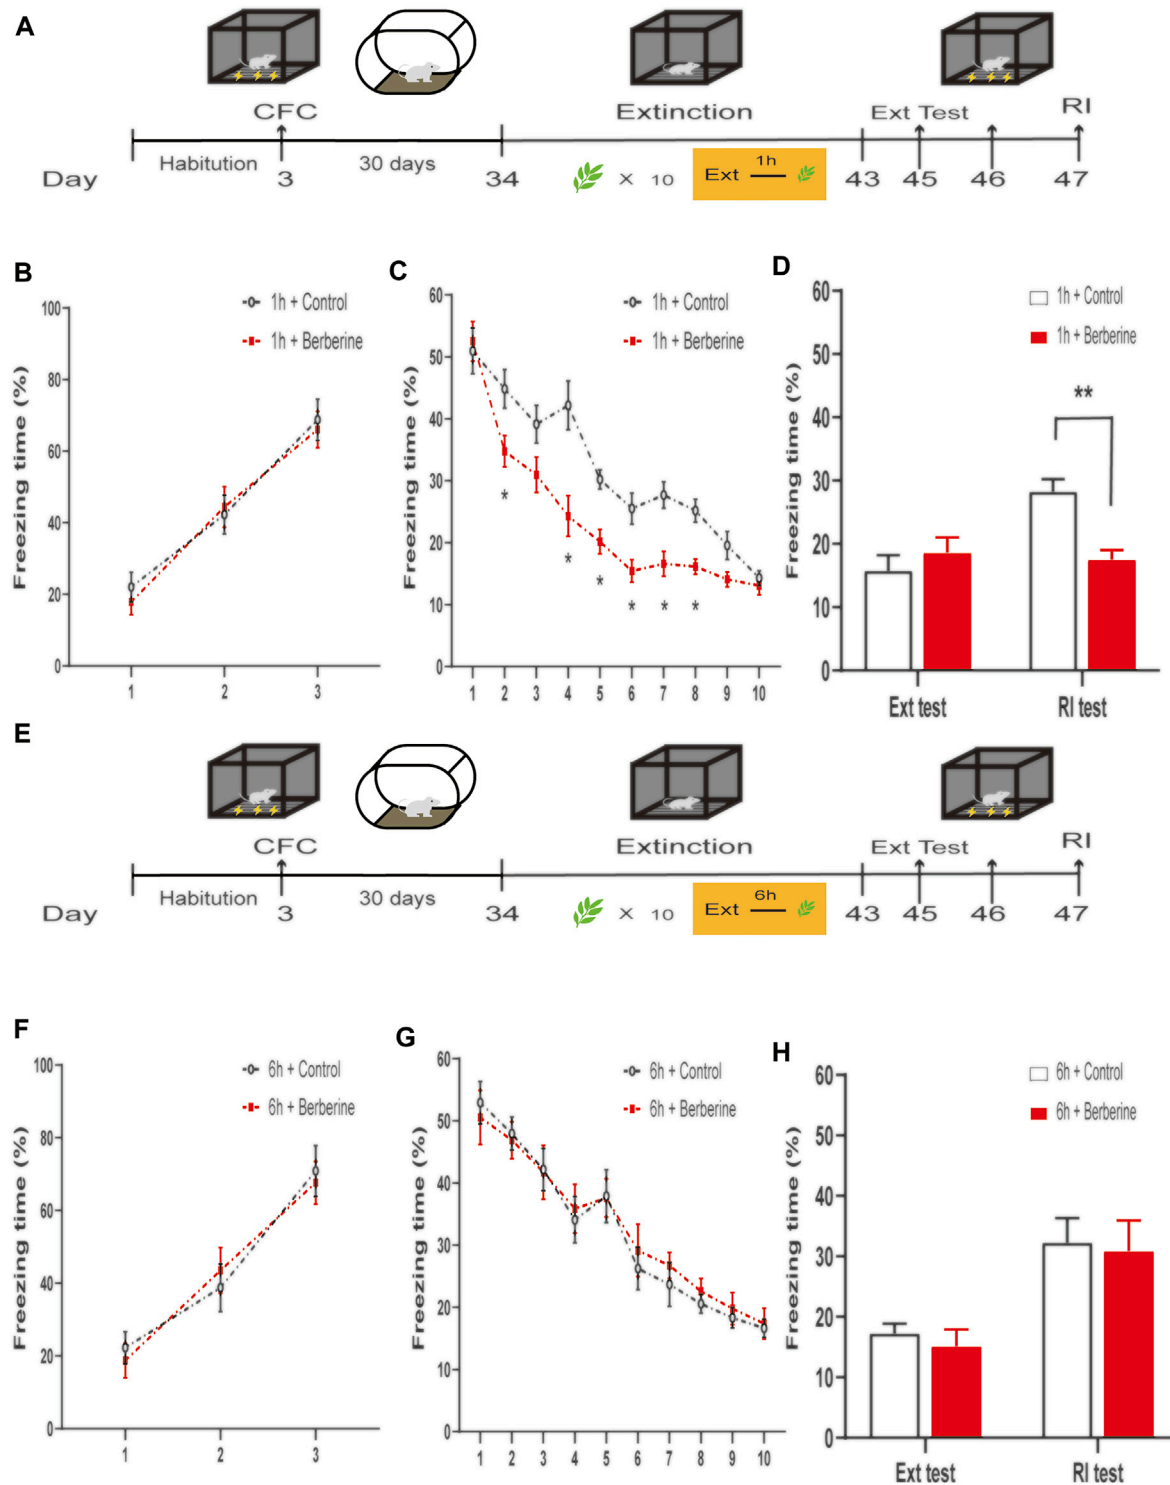 A
CFC
Extinction
Ext Test
RI
Habitution
30 days
× 10
Ext 1h
Day
3
34
43
45
46
47
B
1h + Control
1h + Berberine
Freezing time (%)
100
80
60
40
20
0
1 2 3
C
1h + Control
1h + Berberine
Freezing time (%)
60
50
40
30
20
10
0
*
*
*
* * *
1 2 3 4 5 6 7 8 9 10
D
1h + Control
1h + Berberine
**
Freezing time (%)
60
50
40
30
20
10
0
Ext test
RI test
E
CFC
Extinction
Ext Test
RI
Habitution
30 days
× 10
Ext 6h
Day
3
34
43
45
46
47
F
6h + Control
6h + Berberine
Freezing time (%)
100
80
60
40
20
0
1 2 3
G
6h + Control
6h + Berberine
Freezing time (%)
60
50
40
30
20
10
0
1 2 3 4 5 6 7 8 9 10
H
6h + Control
6h + Berberine
Freezing time (%)
60
50
40
30
20
10
0
Ext test
RI test